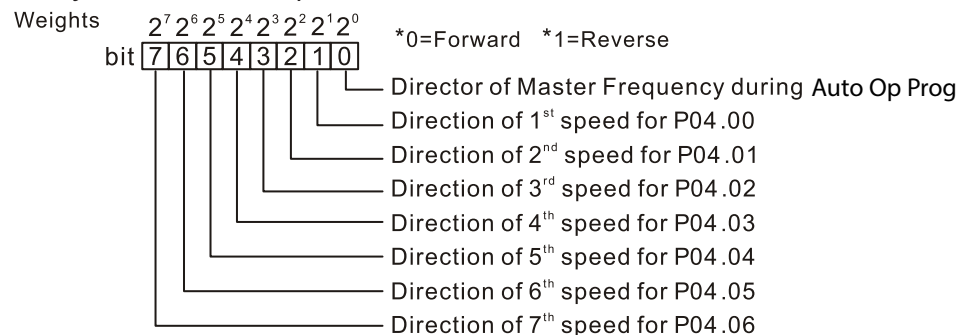 Weights 2⁷ 2⁶ 2⁵ 2⁴ 2³ 2² 2¹ 2⁰ *0=Forward *1=Reverse
bit 7 6 5 4 3 2 1 0
Director of Master Frequency during Auto Op Prog
Direction of 1st speed for P04.00
Direction of 2nd speed for P04.01
Direction of 3rd speed for P04.02
Direction of 4th speed for P04.03
Direction of 5th speed for P04.04
Direction of 6th speed for P04.05
Direction of 7th speed for P04.06